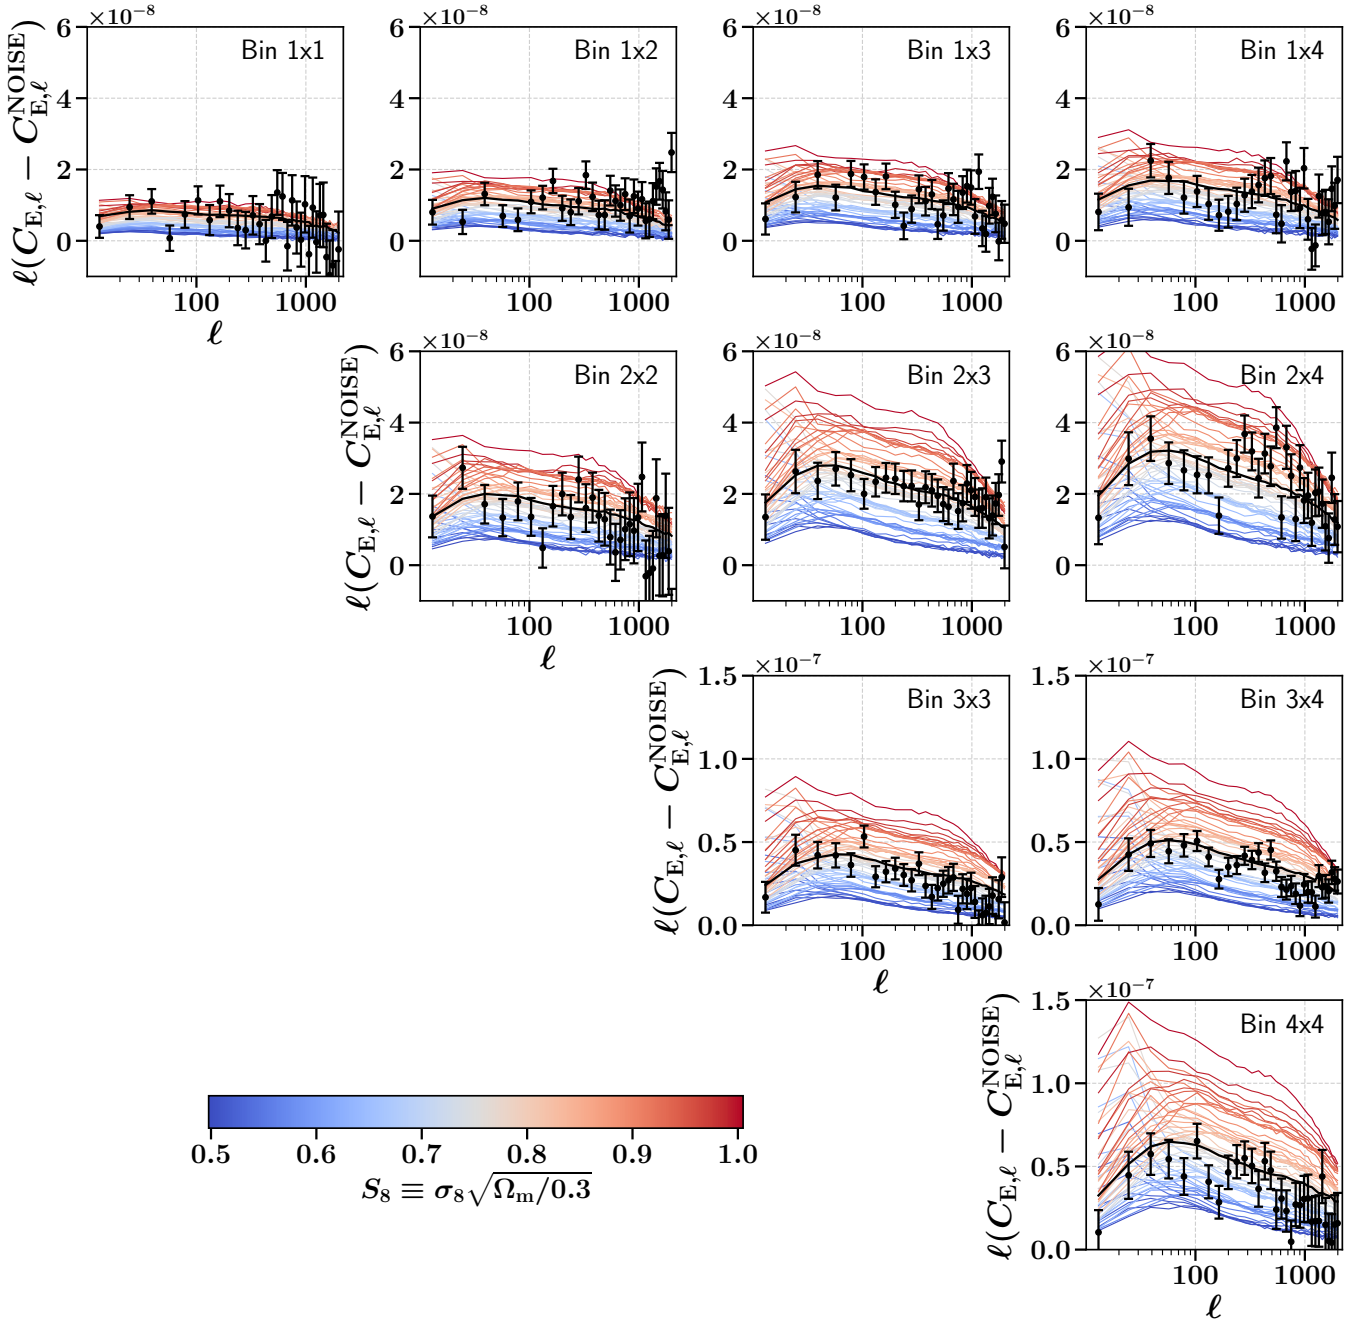 ×10⁻⁸ ×10⁻⁸ ×10⁻⁸ ×10⁻⁸
6 6 6 6
Bin 1x1 Bin 1x2 Bin 1x3 Bin 1x4
ℓ(C_{E,ℓ} − C_{E,ℓ}^{NOISE})
4 4 4 4
2 2 2 2
0 0 0 0
100 1000 100 1000 100 1000 100 1000
ℓ
×10⁻⁸ ×10⁻⁸ ×10⁻⁸
6 6 6
Bin 2x2 Bin 2x3 Bin 2x4
ℓ(C_{E,ℓ} − C_{E,ℓ}^{NOISE})
4 4 4
2 2 2
0 0 0
100 1000 100 1000 100 1000
ℓ
×10⁻⁷ ×10⁻⁷
1.5 1.5
Bin 3x3 Bin 3x4
ℓ(C_{E,ℓ} − C_{E,ℓ}^{NOISE})
1.0 1.0
0.5 0.5
0.0 0.0
100 1000 100 1000
ℓ
×10⁻⁷
1.5
Bin 4x4
ℓ(C_{E,ℓ} − C_{E,ℓ}^{NOISE})
1.0
0.5
0.0
100 1000
ℓ
0.5 0.6 0.7 0.8 0.9 1.0
S₈ ≡ σ₈√(Ωₘ/0.3)